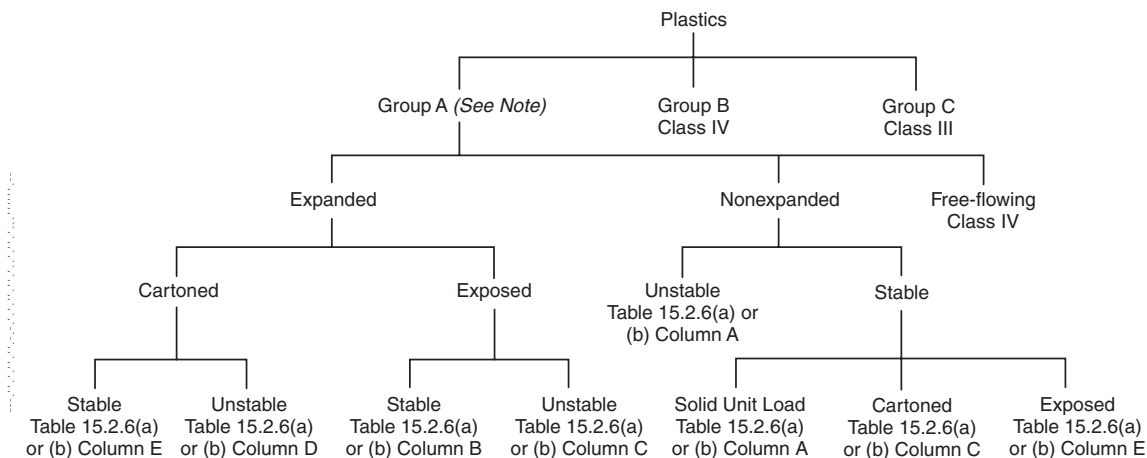 Plastics
Group A (See Note)
Group B
Class IV
Group C
Class III
Expanded
Nonexpanded
Free-flowing
Class IV
Cartoned
Exposed
Unstable
Table 15.2.6(a) or
(b) Column A
Stable
Stable
Table 15.2.6(a)
or (b) Column E
Unstable
Table 15.2.6(a)
or (b) Column D
Stable
Table 15.2.6(a)
or (b) Column B
Unstable
Table 15.2.6(a)
or (b) Column C
Solid Unit Load
Table 15.2.6(a)
or (b) Column A
Cartoned
Table 15.2.6(a)
or (b) Column C
Exposed
Table 15.2.6(a)
or (b) Column E